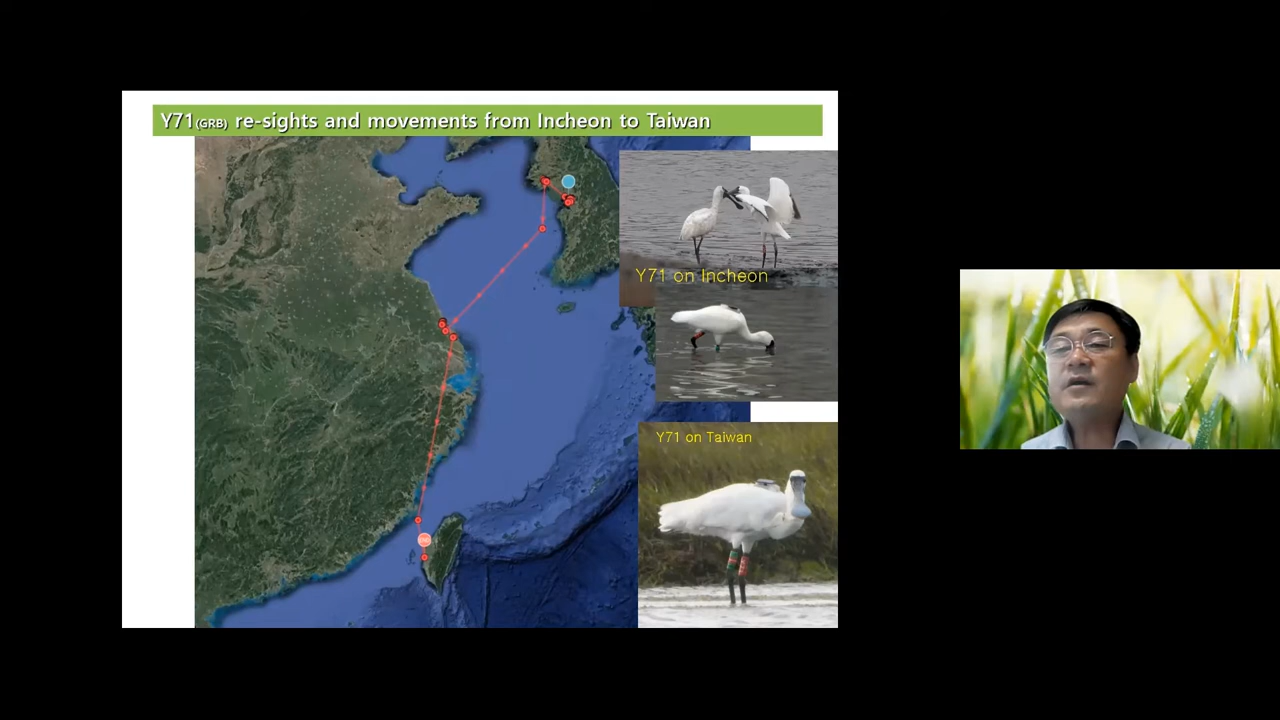 Y71(GRB) re-sights and movements from Incheon to Taiwan
Y71 on Incheon
Y71 on Taiwan